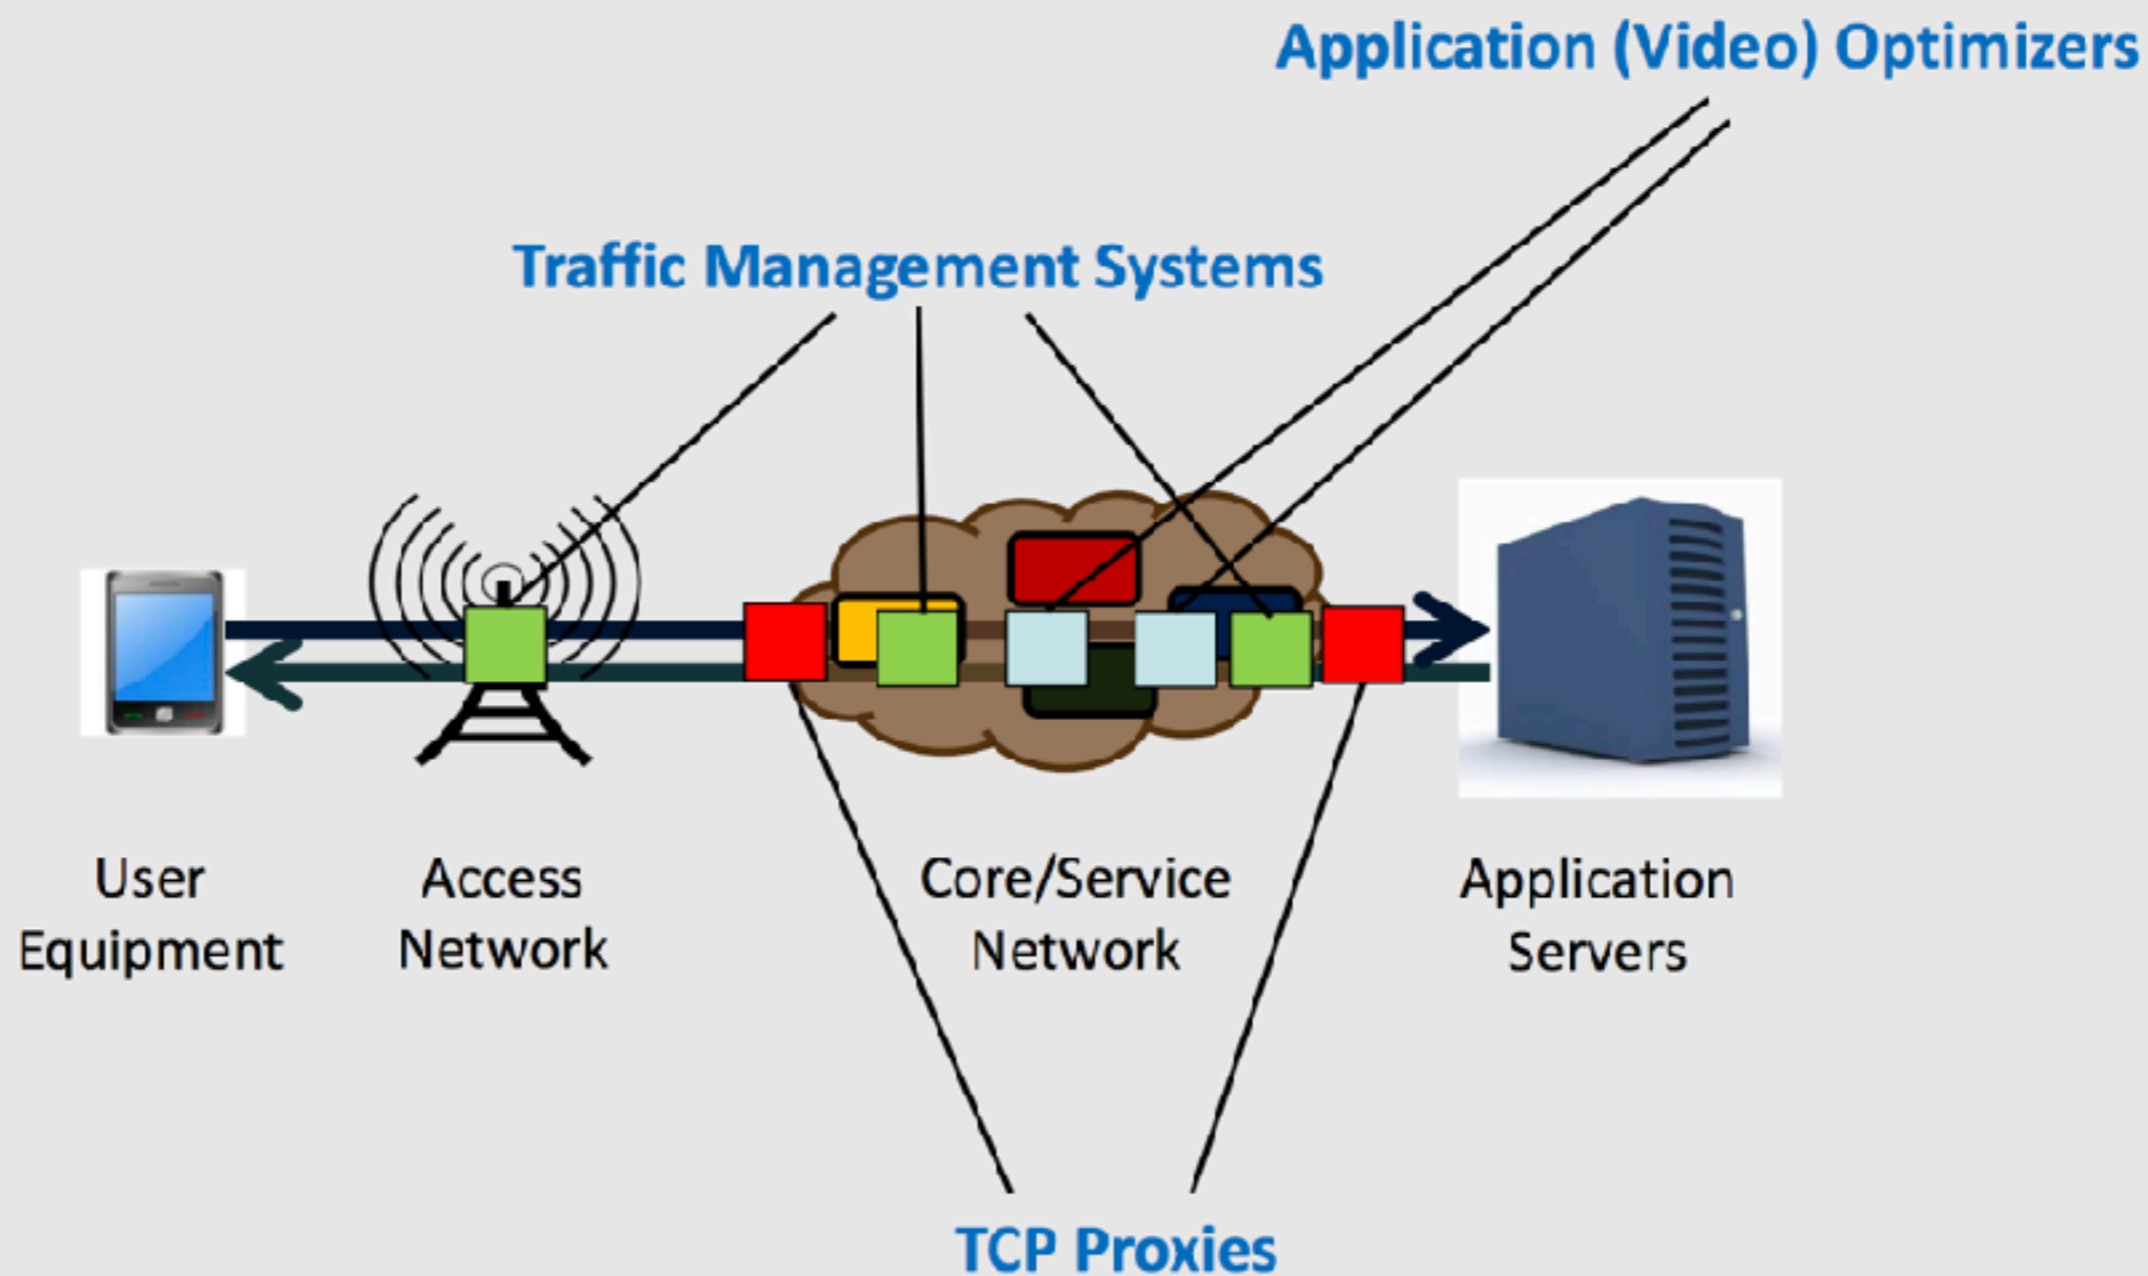 Application (Video) Optimizers
Traffic Management Systems
User
Equipment
Access
Network
Core/Service
Network
Application
Servers
TCP Proxies